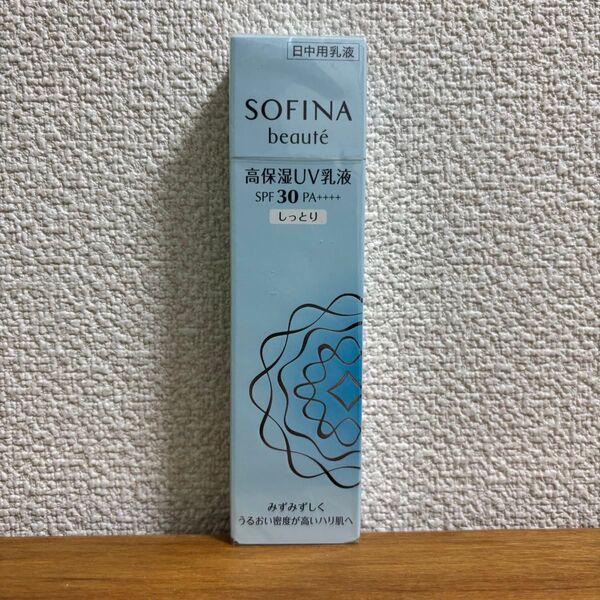 日中用乳液
SOFINA
beauté
高保湿UV乳液
SPF 30 PA++++
しっとり
みずみずしく
うるおい密度が高いハリ肌へ